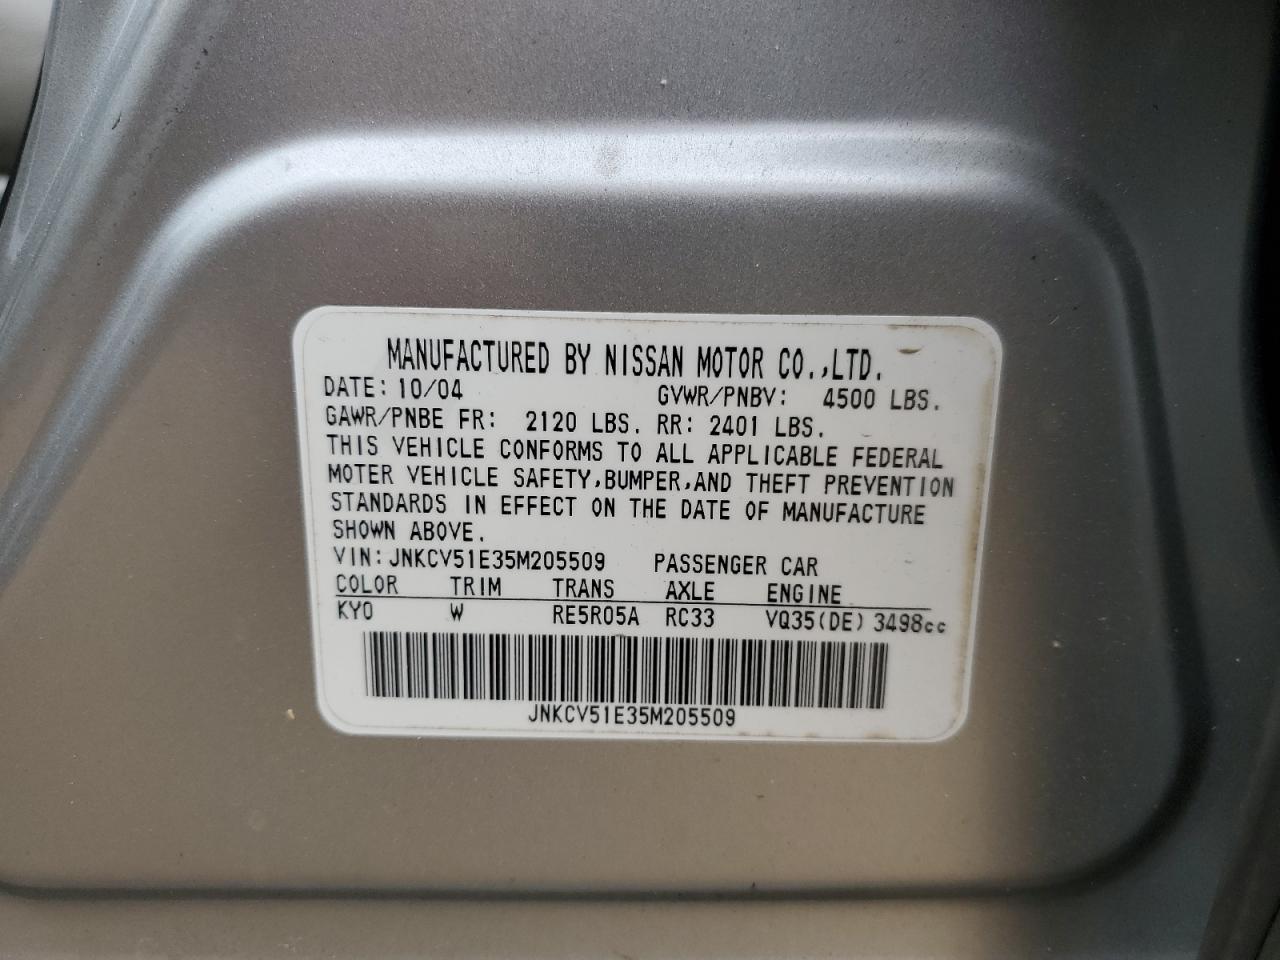 MANUFACTURED BY NISSAN MOTOR CO.,LTD.
DATE: 10/04 GVWR/PNBV: 4500 LBS.
GAWR/PNBE FR: 2120 LBS. RR: 2401 LBS.
THIS VEHICLE CONFORMS TO ALL APPLICABLE FEDERAL
MOTER VEHICLE SAFETY,BUMPER,AND THEFT PREVENTION
STANDARDS IN EFFECT ON THE DATE OF MANUFACTURE
SHOWN ABOVE.
VIN: JNKCV51E35M205509 PASSENGER CAR
COLOR TRIM TRANS AXLE ENGINE
KY0 W RE5R05A RC33 VQ35(DE) 3498cc
JNKCV51E35M205509